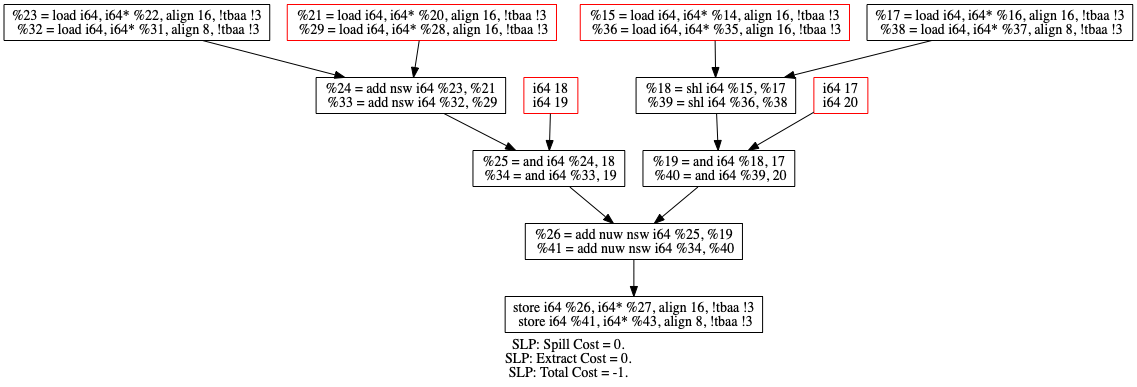 %23 = load i64, i64* %22, align 16, !tbaa !3
%32 = load i64, i64* %31, align 8, !tbaa !3
%21 = load i64, i64* %20, align 16, !tbaa !3
%29 = load i64, i64* %28, align 16, !tbaa !3
%15 = load i64, i64* %14, align 16, !tbaa !3
%36 = load i64, i64* %35, align 16, !tbaa !3
%17 = load i64, i64* %16, align 16, !tbaa !3
%38 = load i64, i64* %37, align 8, !tbaa !3
%24 = add nsw i64 %23, %21
%33 = add nsw i64 %32, %29
i64 18
i64 19
%18 = shl i64 %15, %17
%39 = shl i64 %36, %38
i64 17
i64 20
%25 = and i64 %24, 18
%34 = and i64 %33, 19
%19 = and i64 %18, 17
%40 = and i64 %39, 20
%26 = add nuw nsw i64 %25, %19
%41 = add nuw nsw i64 %34, %40
store i64 %26, i64* %27, align 16, !tbaa !3
store i64 %41, i64* %43, align 8, !tbaa !3
SLP: Spill Cost = 0.
SLP: Extract Cost = 0.
SLP: Total Cost = -1.